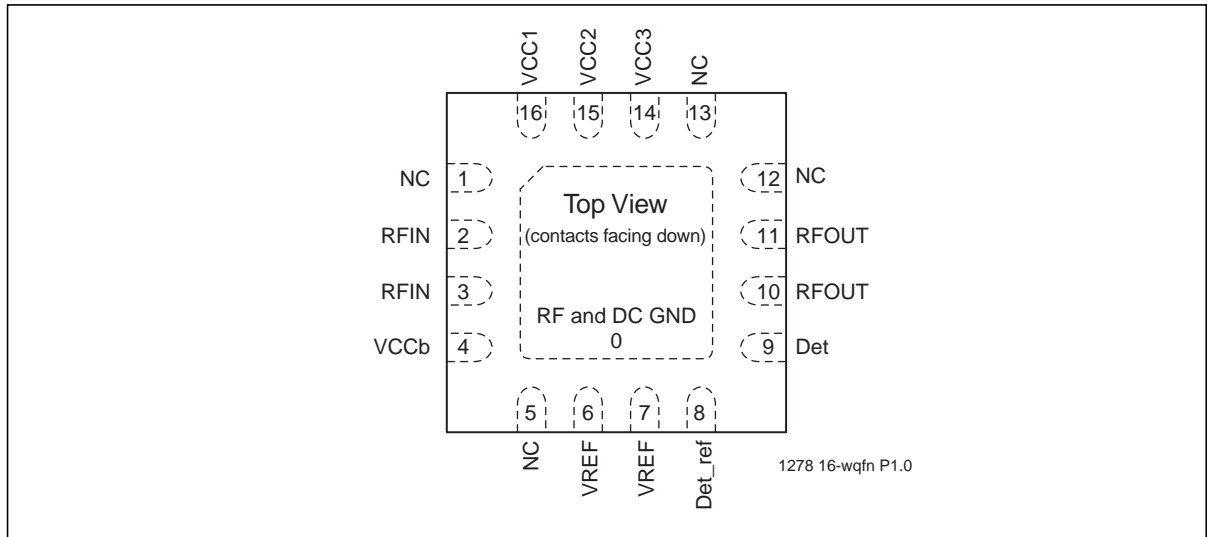 VCC1
VCC2
VCC3
NC
16
15
14
13
NC 1
RFIN 2
RFIN 3
VCCb 4
Top View
(contacts facing down)
RF and DC GND
0
12 NC
11 RFOUT
10 RFOUT
9 Det
5
6
7
8
NC
VREF
VREF
Det_ref
1278 16-wqfn P1.0